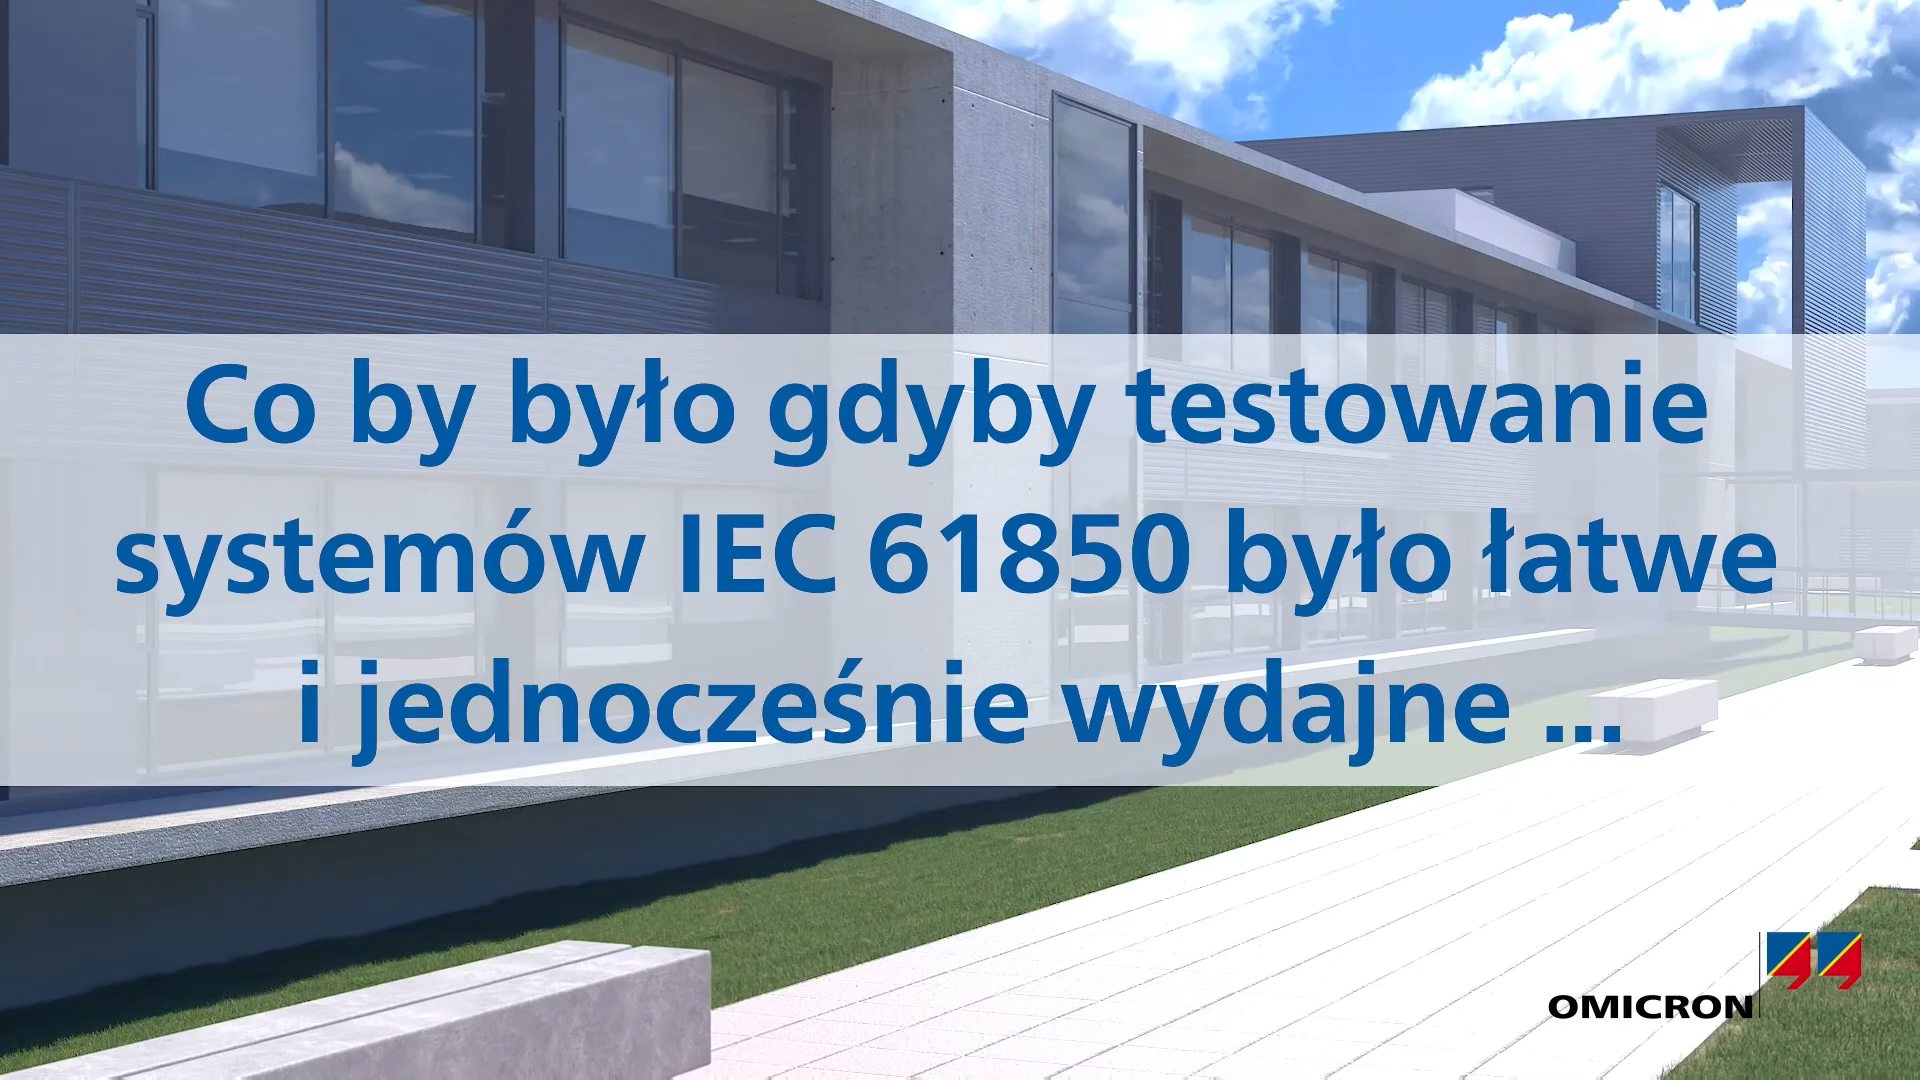 Co by było gdyby testowanie
systemów IEC 61850 było łatwe
i jednocześnie wydajne ...
OMICRON